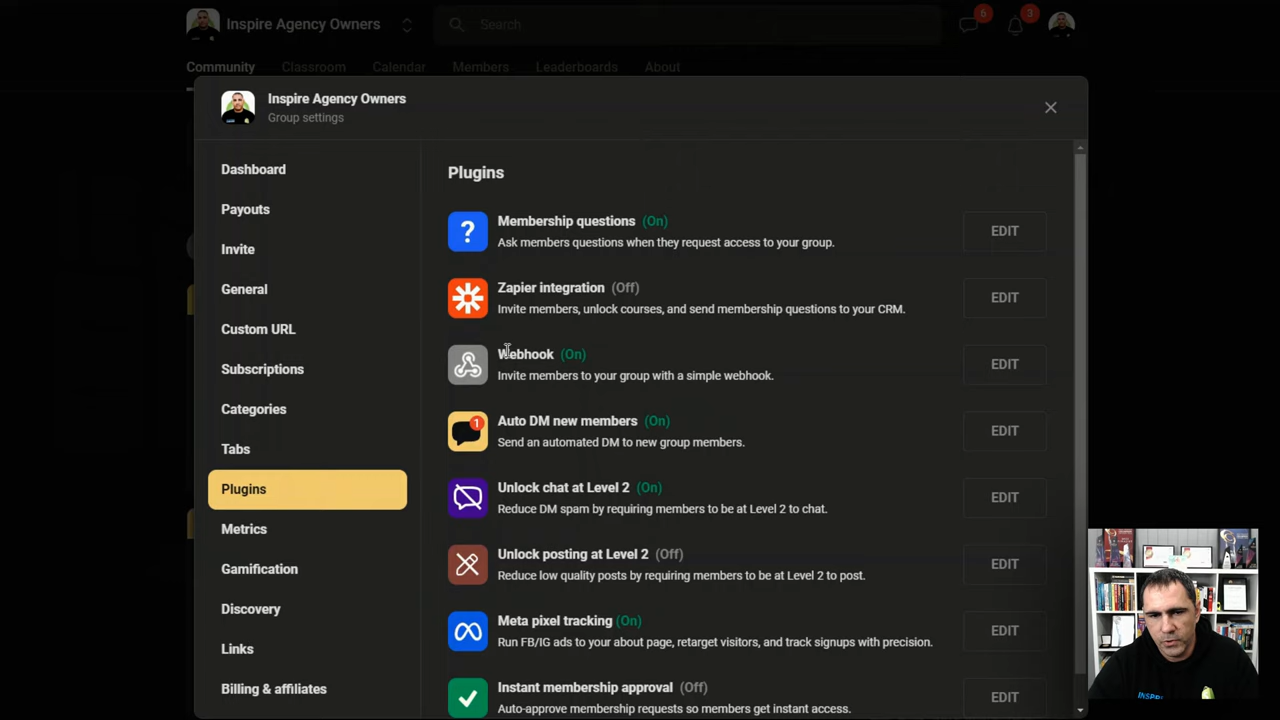 Inspire Agency Owners
Search
6
3
Community
Classroom
Calendar
Members
Leaderboards
About
Inspire Agency Owners
Group settings
Dashboard
Payouts
Invite
General
Custom URL
Subscriptions
Categories
Tabs
Plugins
Metrics
Gamification
Discovery
Links
Billing & affiliates
Plugins
?
Membership questions (On)
Ask members questions when they request access to your group.
EDIT
Zapier integration (Off)
Invite members, unlock courses, and send membership questions to your CRM.
EDIT
Webhook (On)
Invite members to your group with a simple webhook.
EDIT
1
Auto DM new members (On)
Send an automated DM to new group members.
EDIT
Unlock chat at Level 2 (On)
Reduce DM spam by requiring members to be at Level 2 to chat.
EDIT
Unlock posting at Level 2 (Off)
Reduce low quality posts by requiring members to be at Level 2 to post.
EDIT
Meta pixel tracking (On)
Run FB/IG ads to your about page, retarget visitors, and track signups with precision.
EDIT
Instant membership approval (Off)
Auto-approve membership requests so members get instant access.
EDIT